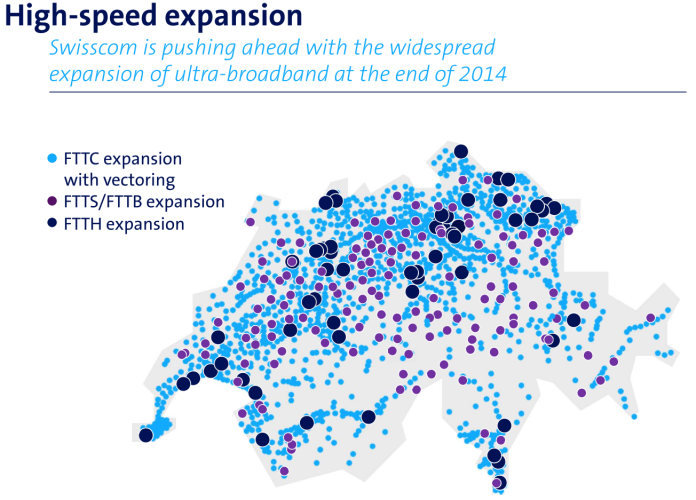 High-speed expansion
Swisscom is pushing ahead with the widespread
expansion of ultra-broadband at the end of 2014
FTTC expansion
with vectoring
FTTS/FTTB expansion
FTTH expansion